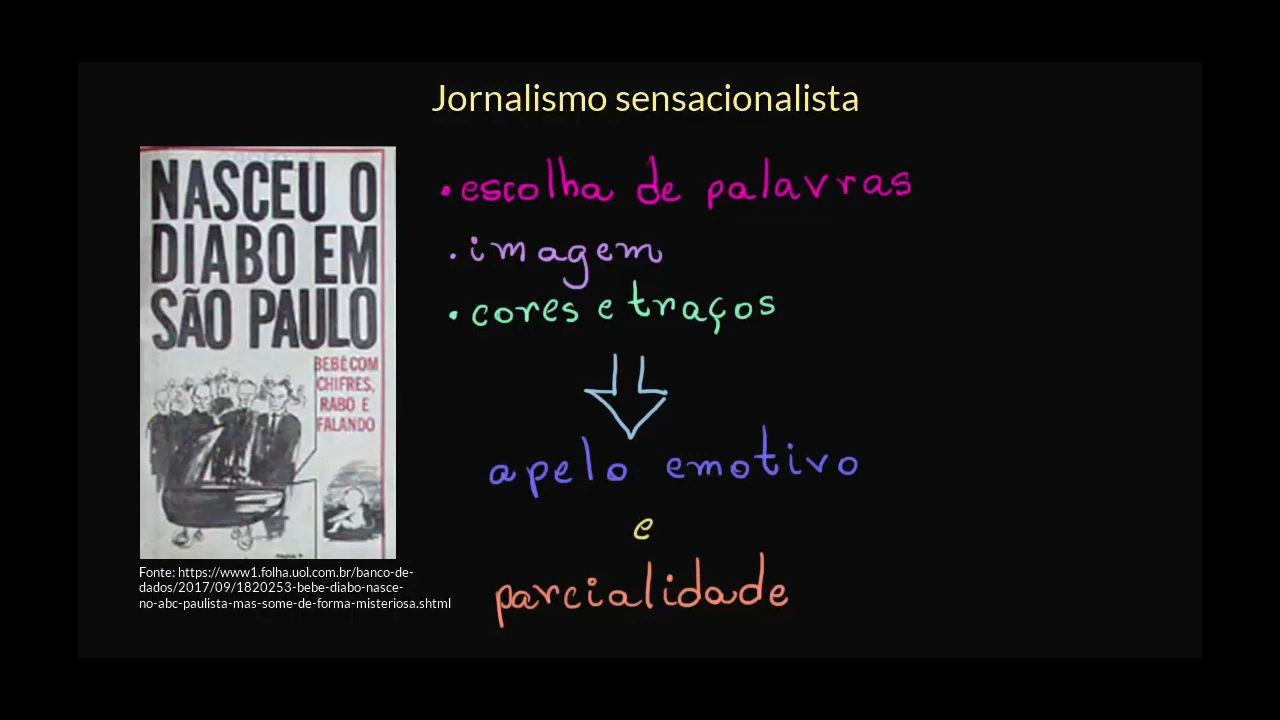 Jornalismo sensacionalista
NASCEU O
DIABO EM
SÃO PAULO
BEBÊ COM
CHIFRES,
RABO E
FALANDO
Fonte: https://www1.folha.uol.com.br/banco-de-
dados/2017/09/1820253-bebe-diabo-nasce-
no-abc-paulista-mas-some-de-forma-misteriosa.shtml
• escolha de palavras
• imagem
• cores e traços
apelo emotivo
e
parcialidade